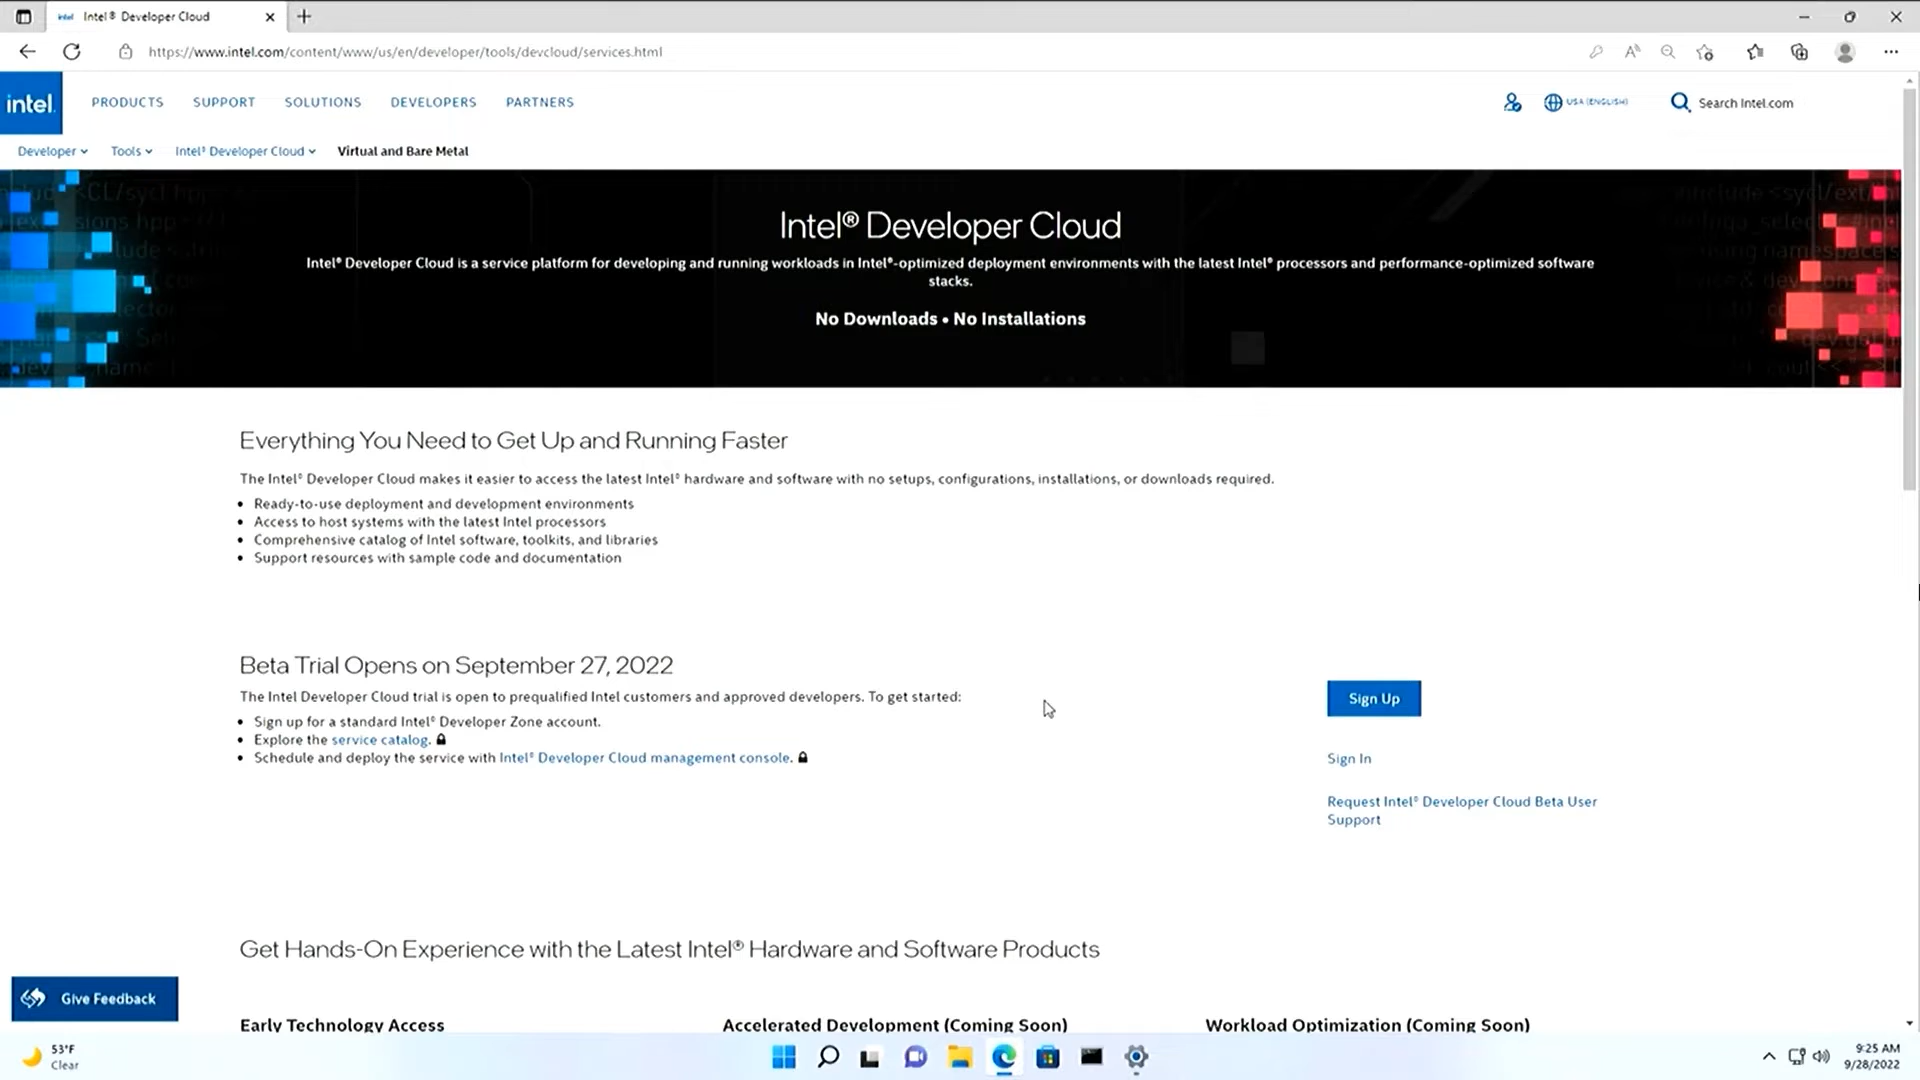 intel Intel® Developer Cloud
https://www.intel.com/content/www/us/en/developer/tools/devcloud/services.html
intel. PRODUCTS SUPPORT SOLUTIONS DEVELOPERS PARTNERS USA (ENGLISH) Search Intel.com
Developer Tools Intel® Developer Cloud Virtual and Bare Metal
Intel® Developer Cloud
Intel® Developer Cloud is a service platform for developing and running workloads in Intel®-optimized deployment environments with the latest Intel® processors and performance-optimized software
stacks.
No Downloads • No Installations
Everything You Need to Get Up and Running Faster
The Intel® Developer Cloud makes it easier to access the latest Intel® hardware and software with no setups, configurations, installations, or downloads required.
• Ready-to-use deployment and development environments
• Access to host systems with the latest Intel processors
• Comprehensive catalog of Intel software, toolkits, and libraries
• Support resources with sample code and documentation
Beta Trial Opens on September 27, 2022
The Intel Developer Cloud trial is open to prequalified Intel customers and approved developers. To get started:
• Sign up for a standard Intel® Developer Zone account.
• Explore the service catalog.
• Schedule and deploy the service with Intel® Developer Cloud management console.
Sign Up
Sign In
Request Intel® Developer Cloud Beta User
Support
Get Hands-On Experience with the Latest Intel® Hardware and Software Products
Give Feedback
Early Technology Access Accelerated Development (Coming Soon) Workload Optimization (Coming Soon)
53°F
Clear
9:25 AM
9/28/2022